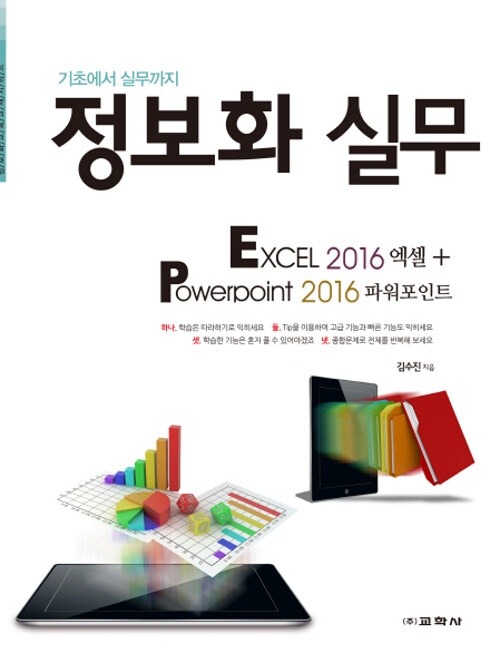 기초에서 실무까지
정보화 실무
EXCEL 2016 엑셀 +
Powerpoint 2016 파워포인트
하나, 학습은 따라하기로 익히세요 둘, Tip을 이용하여 고급 기능과 빠른 기능도 익히세요
셋, 학습한 기능은 혼자 풀 수 있어야겠죠 넷, 종합문제로 전체를 반복해 보세요
김수진 지음
(주) 교학사